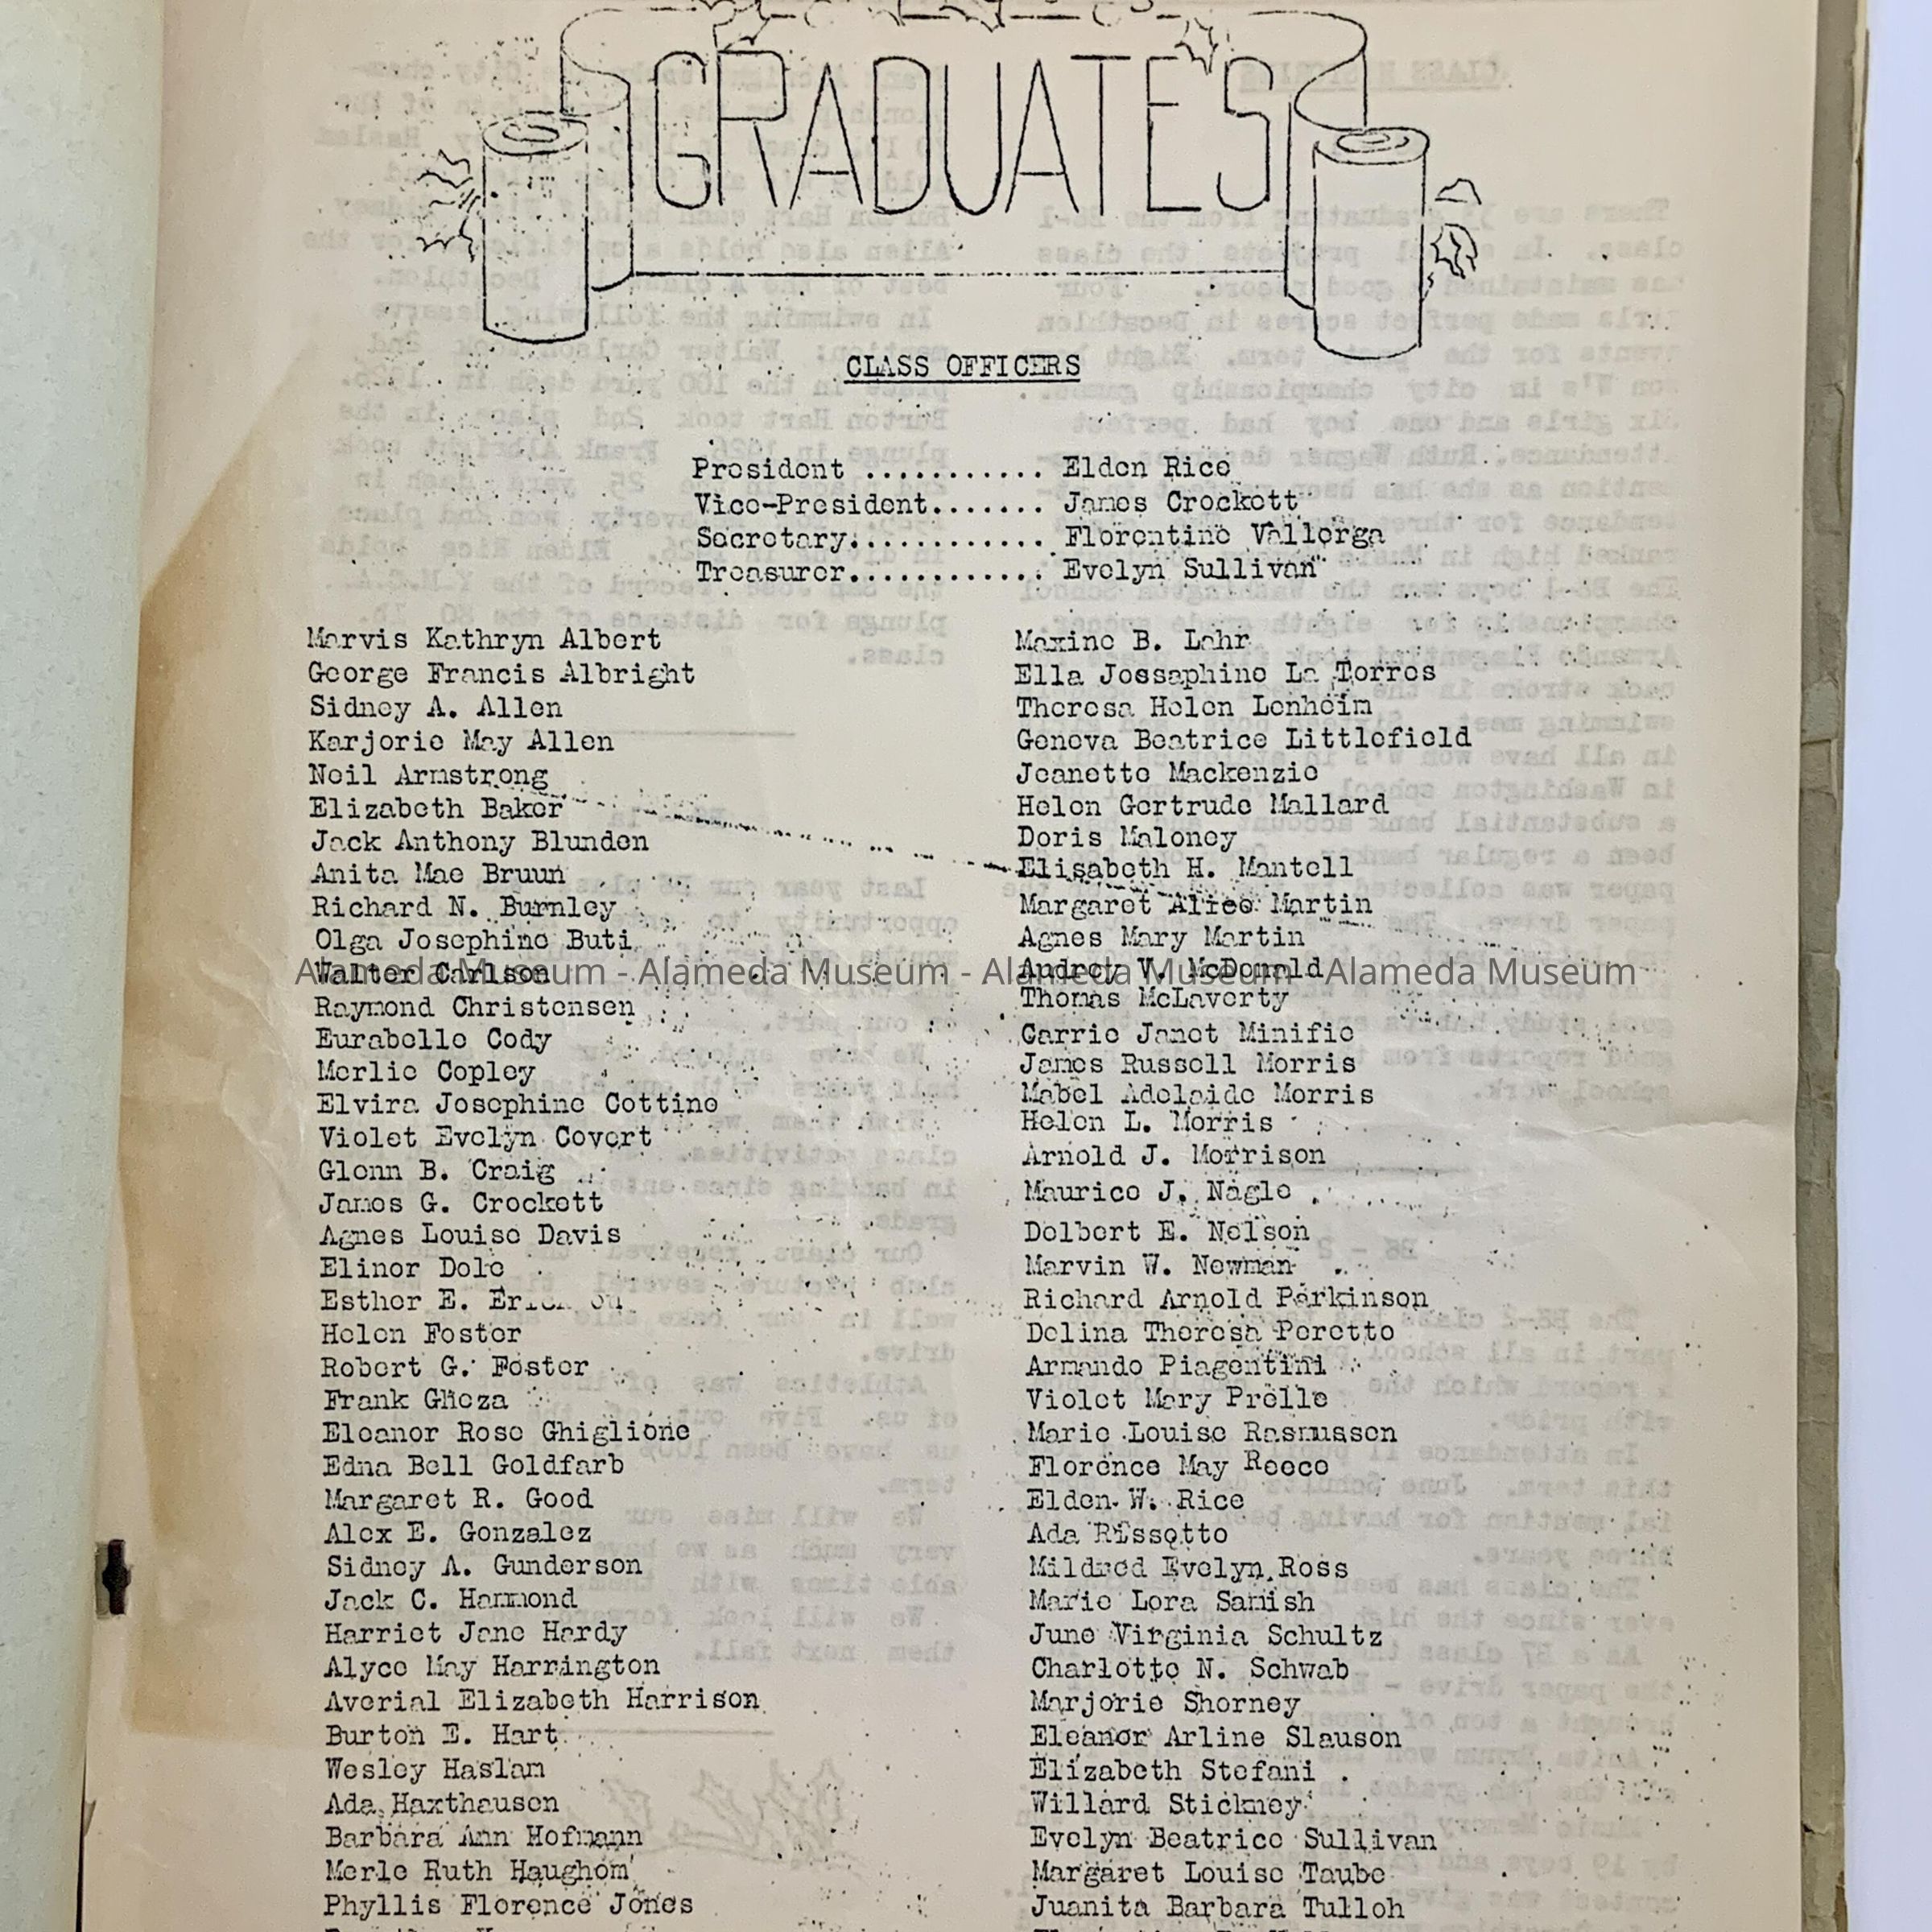 GRADUATE'S
CLASS OFFICERS
President ............ Eldon Rice
Vice-President....... James Crockett
Secretary............. Florentine Vallerga
Treasurer............. Evelyn Sullivan
Marvis Kathryn Albert
George Francis Albright
Sidney A. Allen
Karjorie May Allen
Neil Armstrong
Elizabeth Baker
Jack Anthony Blunden
Anita Mae Bruun
Richard N. Burnley
Olga Josephine Buti
Walter Carlson
Raymond Christensen
Eurabelle Cody
Merlie Copley
Elvira Josephine Cottino
Violet Evelyn Covert
Glenn B. Craig
James G. Crockett
Agnes Louise Davis
Elinor Dole
Esther E.
Helen Foster
Robert G. Foster
Frank Gheza
Eleanor Rose Ghiglione
Edna Bell Goldfarb
Margaret R. Good
Alex E. Gonzalez
Sidney A. Gunderson
Jack C. Hammond
Harriet Jane Hardy
Alyce May Harrington
Averial Elizabeth Harrison
Burton E. Hart
Wesley Haslam
Ada Haxthausen
Barbara Ann Hofmann
Merle Ruth Haughom
Phyllis Florence Jones
Maxine B. Lahr
Ella Jossaphine La Torres
Theresa Helen Lenheim
Geneva Beatrice Littlefield
Jeanette Mackenzie
Helen Gertrude Mallard
Doris Maloney
Elisabeth H. Mantell
Margaret Alice Martin
Agnes Mary Martin
Audrey V. McDonald
Thomas McLaverty
Carrie Janet Minifie
James Russell Morris
Mabel Adelaide Morris
Helen L. Morris
Arnold J. Morrison
Maurice J. Nagle
Delbert E. Nelson
Marvin W. Newman
Richard Arnold Parkinson
Delina Theresa Peretto
Armando Piagentini
Violet Mary Prelle
Marie Louise Rasmussen
Florence May Reece
Eldon W. Rice
Ada Rissotto
Mildred Evelyn Ross
Marie Lora Samish
June Virginia Schultz
Charlotte N. Schwab
Marjorie Shorney
Eleanor Arline Slauson
Elizabeth Stefani
Willard Stickney
Evelyn Beatrice Sullivan
Margaret Louise Taube
Juanita Barbara Tulloh
Alameda Museum - Alameda Museum - Alameda Museum - Alameda Museum